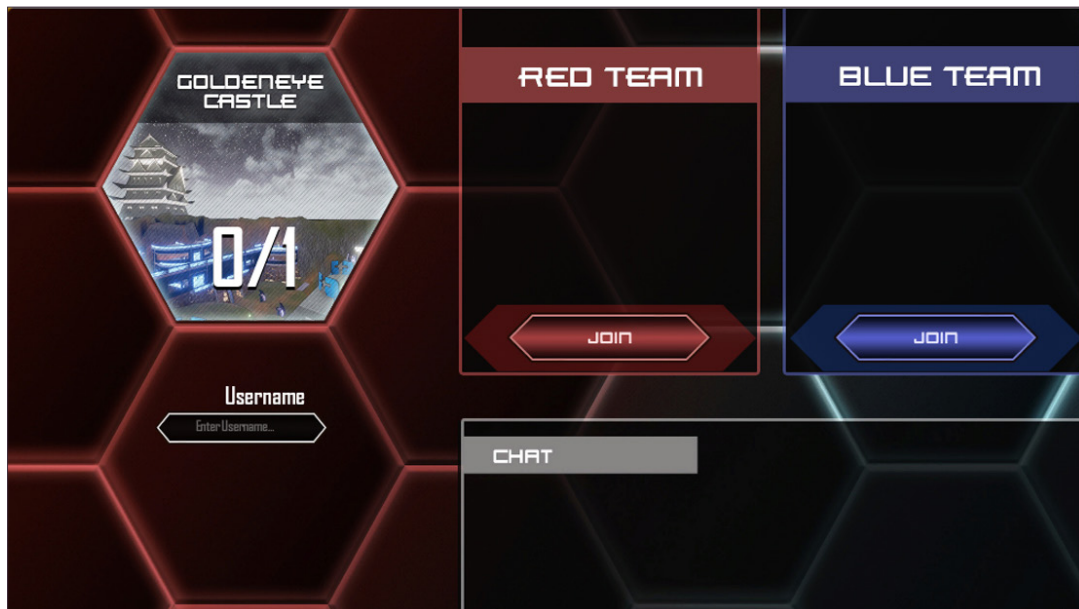 GOLDENEYE
CASTLE
0/1
Username
Enter Username...
RED TEAM
JOIN
BLUE TEAM
JOIN
CHAT